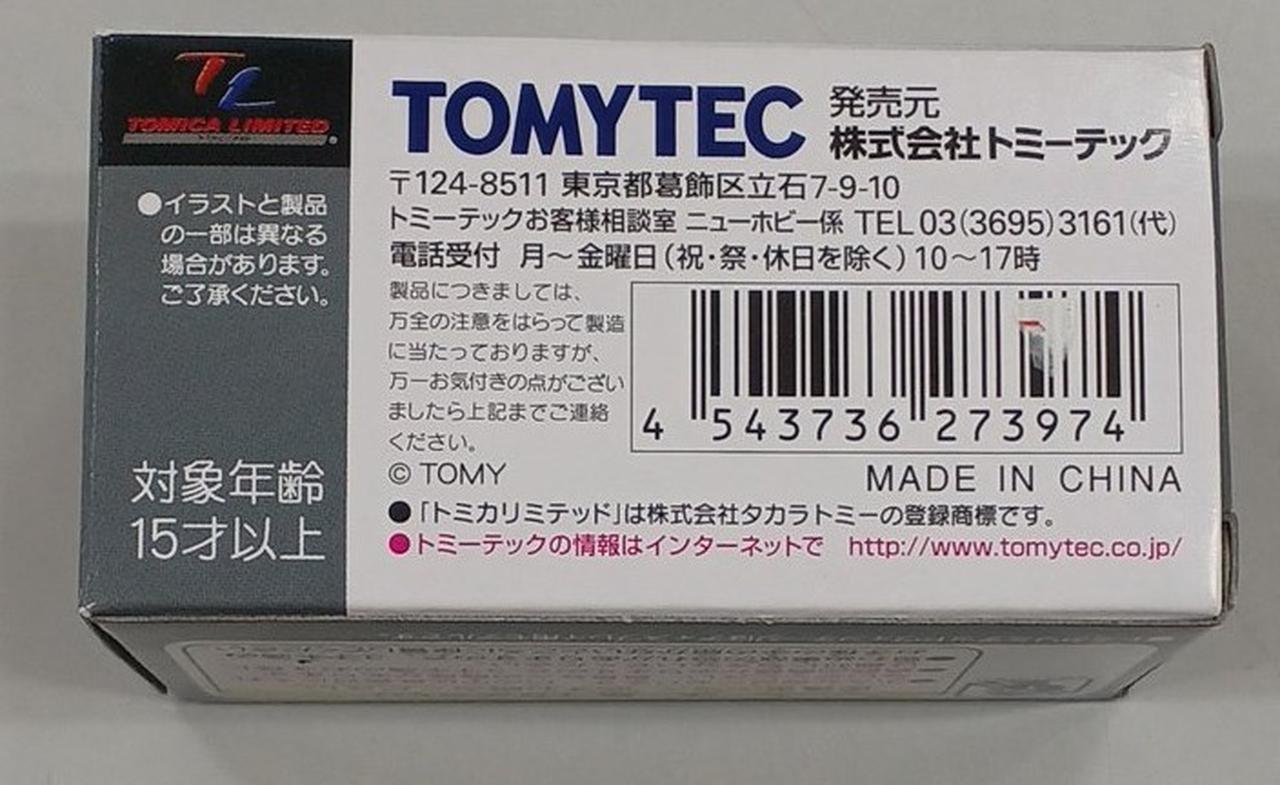 TL
TOMICA LIMITED
●イラストと製品
の一部は異なる
場合があります。
ご了承ください。
対象年齢
15才以上
TOMYTEC
発売元
株式会社トミーテック
〒124-8511 東京都葛飾区立石7-9-10
トミーテックお客様相談室 ニューホビー係 TEL 03(3695)3161(代)
電話受付 月〜金曜日(祝・祭・休日を除く)10〜17時
製品につきましては、
万全の注意をはらって製造
に当たっておりますが、
万一お気付きの点がござい
ましたら上記までご連絡
ください。
4 543736 273974
© TOMY
MADE IN CHINA
●「トミカリミテッド」は株式会社タカラトミーの登録商標です。
●トミーテックの情報はインターネットで http://www.tomytec.co.jp/